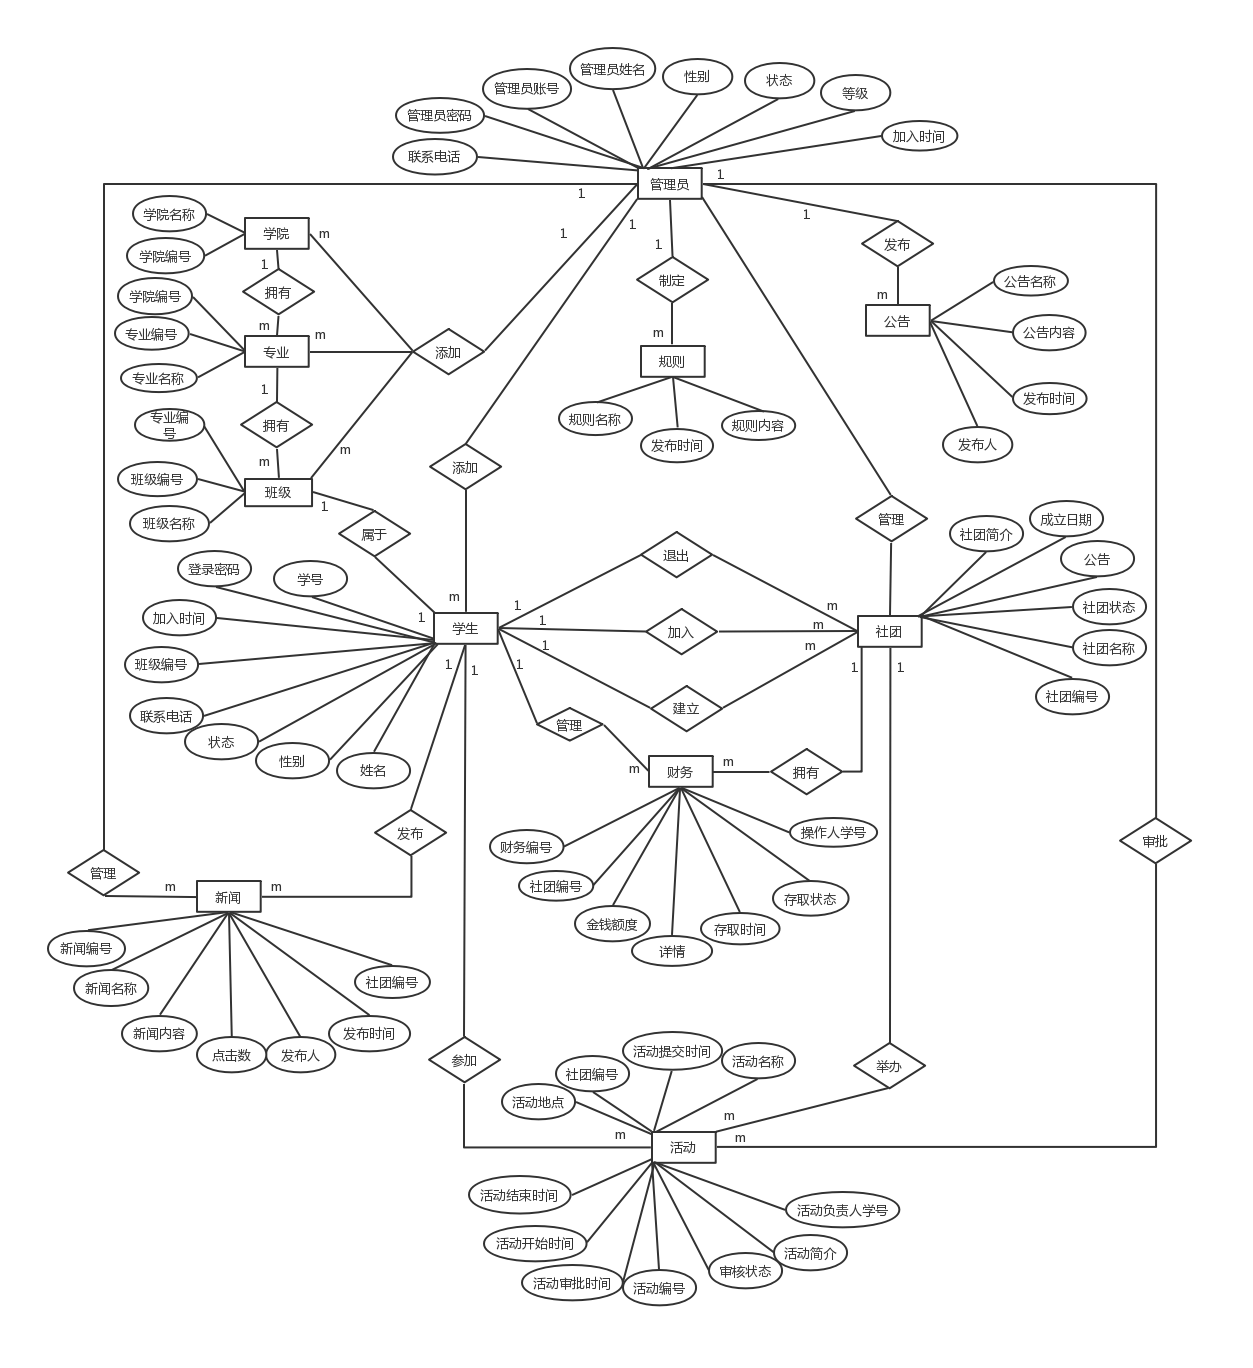 管理员姓名
性别
状态
管理员账号
等级
管理员密码
加入时间
联系电话
管理员
1
1
1
1
1
1
学院名称
学院
m
学院编号
1
拥有
学院编号
m
专业编号
专业
m
专业名称
添加
1
专业编
号
拥有
m
m
班级编号
班级
班级名称
1
属于
制定
m
规则
规则名称
发布时间
规则内容
发布
m
公告
公告名称
公告内容
发布时间
发布人
添加
m
管理
社团简介
成立日期
公告
社团状态
社团名称
社团编号
社团
登录密码
学号
加入时间
班级编号
联系电话
状态
性别
姓名
1
学生
1
1
1
1
1
1
退出
加入
建立
m
m
m
1
1
管理
m
财务
m
拥有
财务编号
社团编号
金钱额度
详情
存取时间
存取状态
操作人学号
审批
发布
管理
m
新闻
m
新闻编号
新闻名称
新闻内容
点击数
发布人
发布时间
社团编号
参加
举办
活动提交时间
活动名称
社团编号
活动地点
m
m
m
活动
活动结束时间
活动开始时间
活动审批时间
活动编号
审核状态
活动简介
活动负责人学号